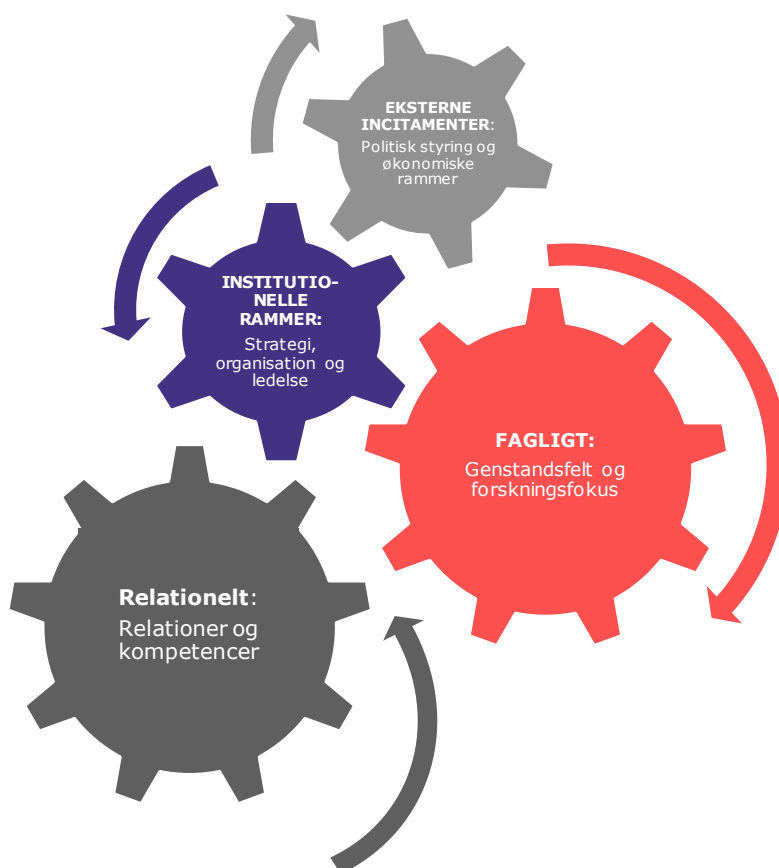 EKSTERNE
INCITAMENTER:
Politisk styring og
økonomiske
rammer
INSTITUTIO-
NELLE
RAMMER:
Strategi,
organisation og
ledelse
FAGLIGT:
Genstandsfelt og
forskningsfokus
Relationelt:
Relationer og
kompetencer